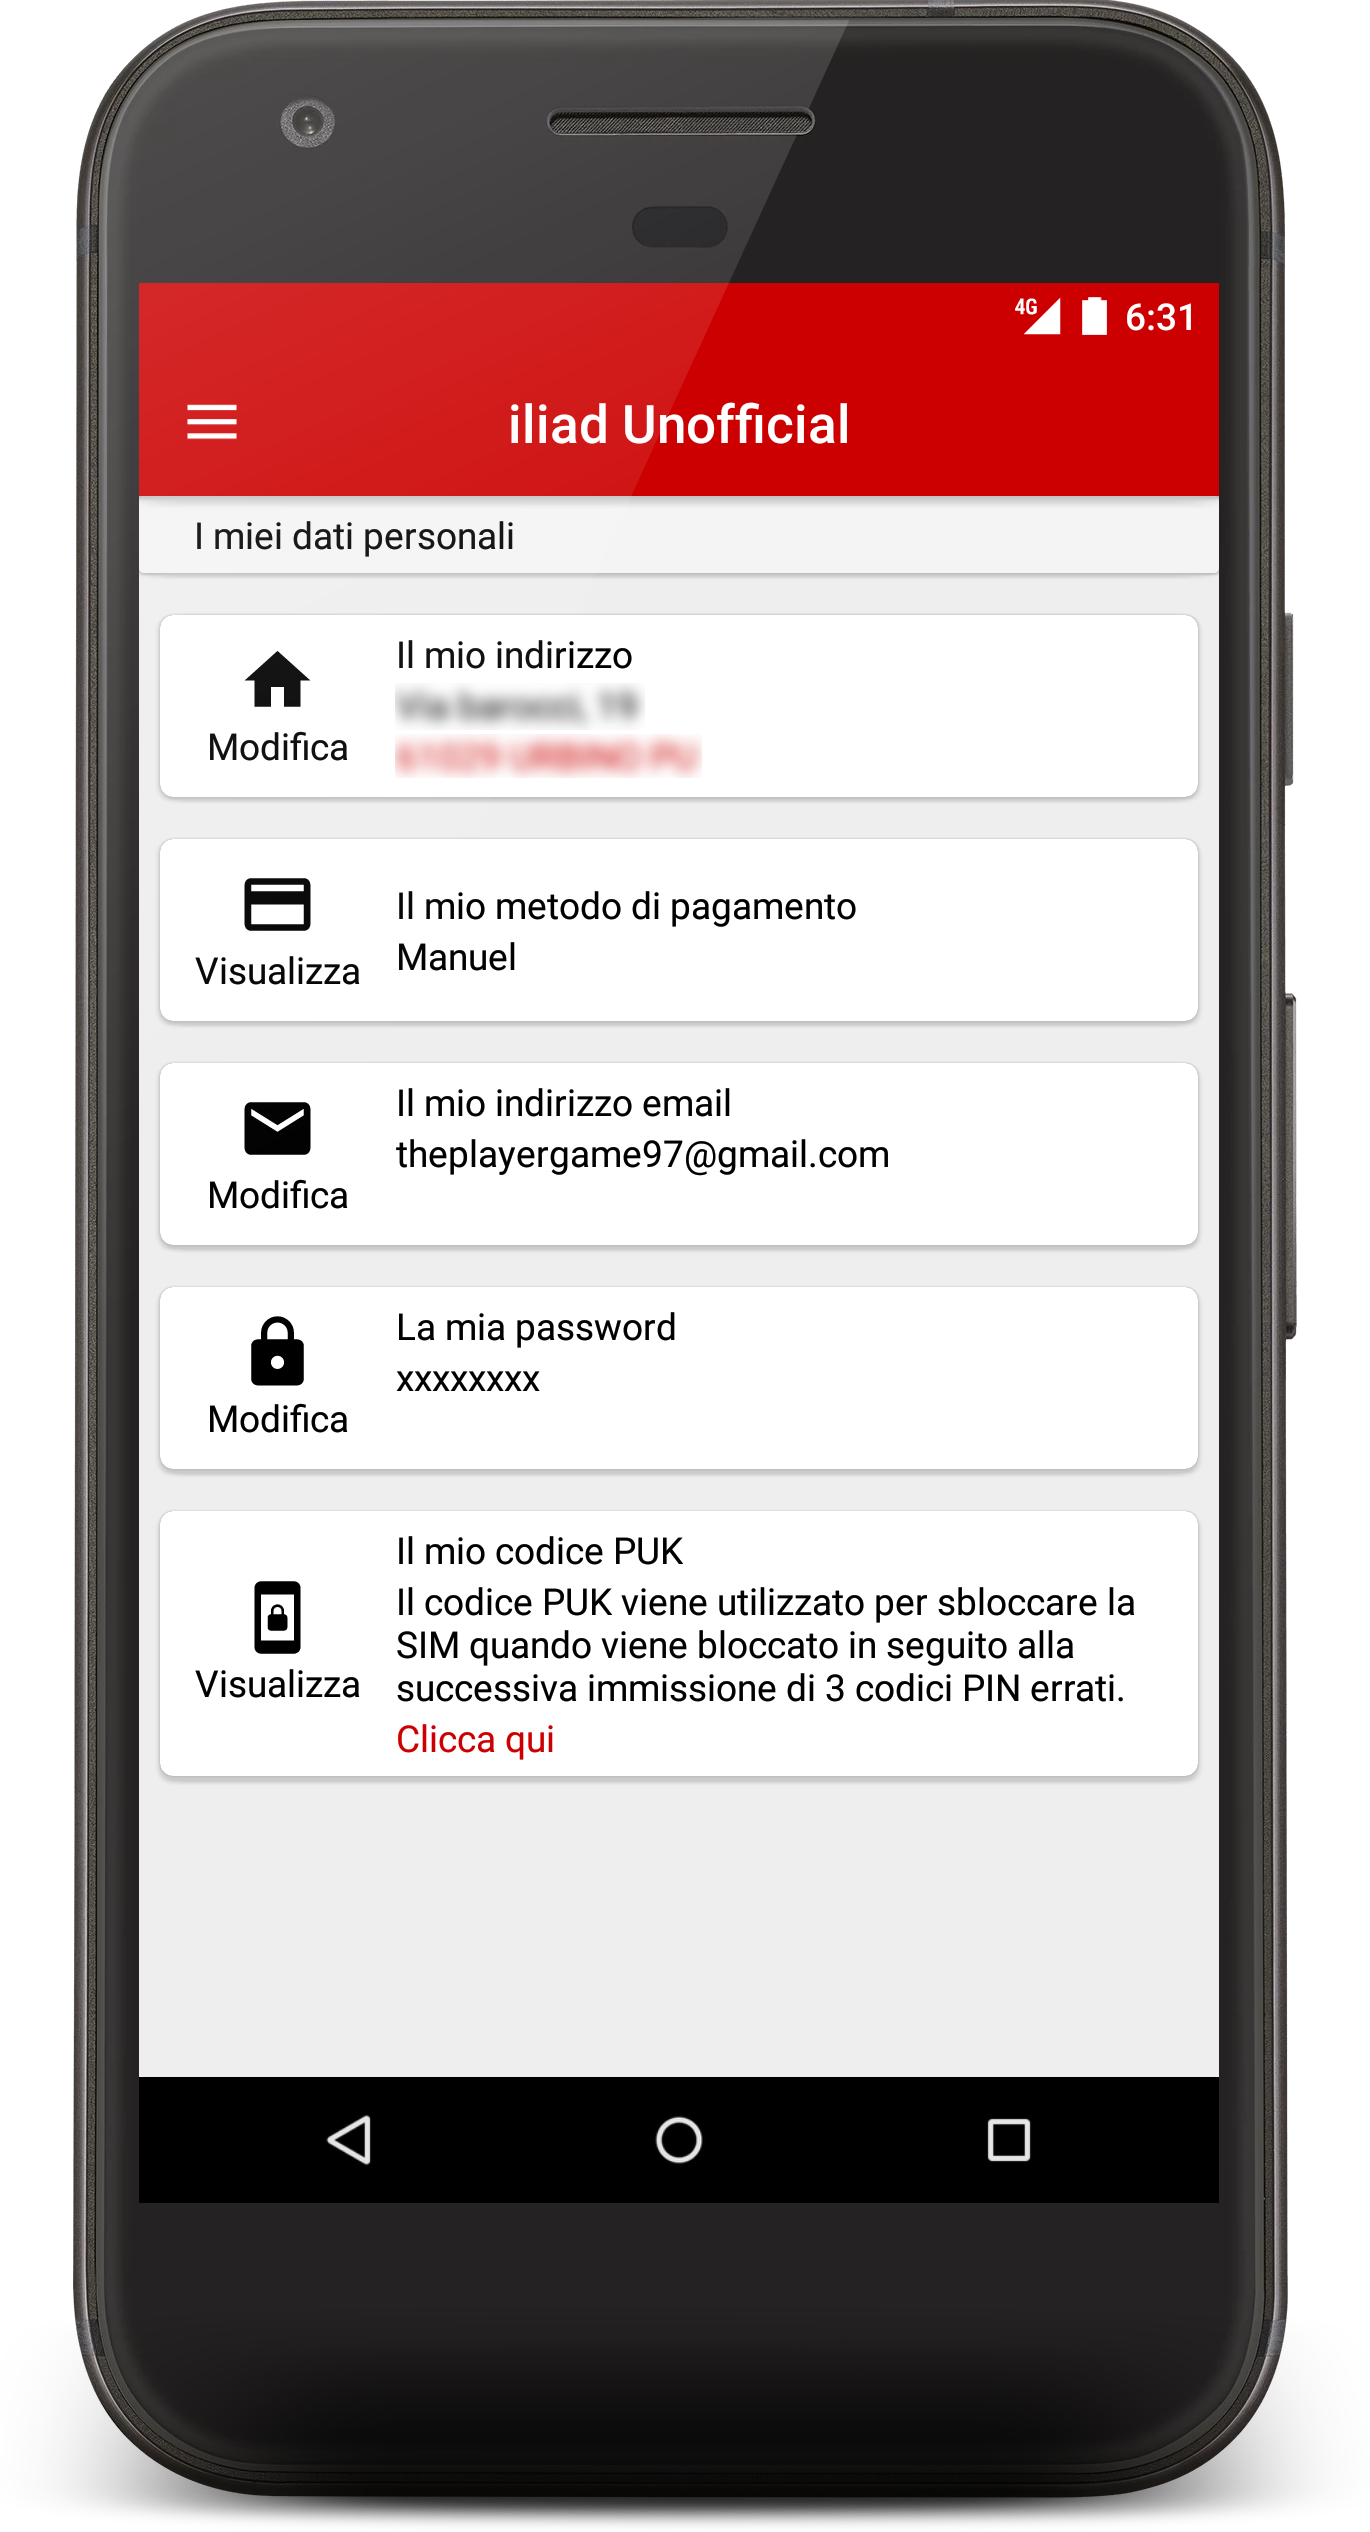 4G 6:31
iliad Unofficial
I miei dati personali
Il mio indirizzo
Modifica
Il mio metodo di pagamento
Manuel
Visualizza
Il mio indirizzo email
theplayergame97@gmail.com
Modifica
La mia password
xxxxxxxx
Modifica
Il mio codice PUK
Il codice PUK viene utilizzato per sbloccare la
SIM quando viene bloccato in seguito alla
successiva immissione di 3 codici PIN errati.
Clicca qui
Visualizza